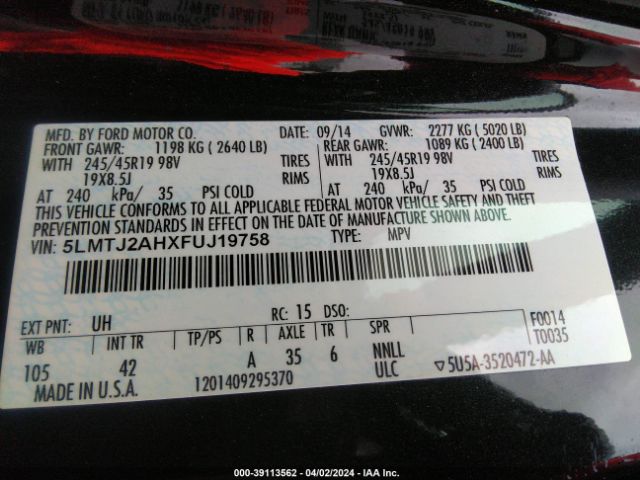 MFD. BY FORD MOTOR CO. DATE: 09/14 GVWR: 2277 KG ( 5020 LB)
FRONT GAWR: 1198 KG ( 2640 LB) REAR GAWR: 1089 KG ( 2400 LB)
WITH 245/45R19 98V TIRES WITH 245/45R19 98V TIRES
19X8.5J RIMS 19X8.5J RIMS
AT 240 kPa/ 35 PSI COLD AT 240 kPa/ 35 PSI COLD
THIS VEHICLE CONFORMS TO ALL APPLICABLE FEDERAL MOTOR VEHICLE SAFETY AND THEFT
PREVENTION STANDARDS IN EFFECT ON THE DATE OF MANUFACTURE SHOWN ABOVE.
VIN: 5LMTJ2AHXFUJ19758 TYPE: MPV
EXT PNT: UH RC: 15 DSO: F0014
WB INT TR TP/PS R AXLE TR SPR T0035
105 42 A 35 6 NNLL
ULC
MADE IN U.S.A. 1201409295370 5U5A-3520472-AA
000-39113562 - 04/02/2024 - IAA Inc.